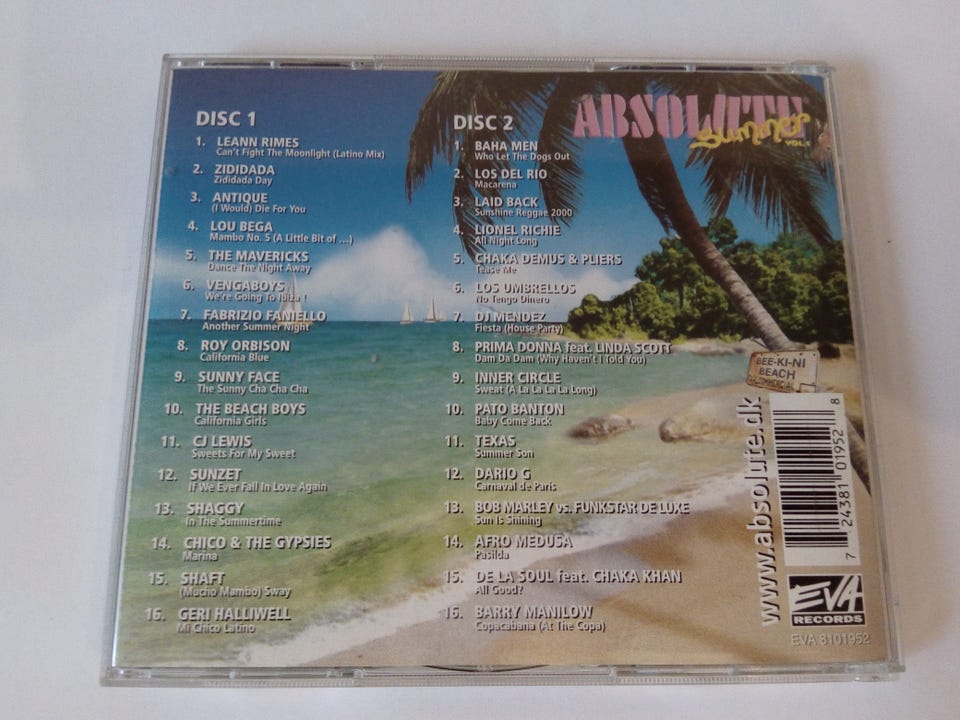 DISC 1
1. LEANN RIMES
Can't Fight The Moonlight (Latino Mix)
2. ZIDIDADA
Zididada Day
3. ANTIQUE
(I Would) Die For You
4. LOU BEGA
Mambo No. 5 (A Little Bit of ...)
5. THE MAVERICKS
Dance The Night Away
6. VENGABOYS
We're Going To Ibiza !
7. FABRIZIO FANIELLO
Another Summer Night
8. ROY ORBISON
California Blue
9. SUNNY FACE
The Sunny Cha Cha Cha
10. THE BEACH BOYS
California Girls
11. CJ LEWIS
Sweets For My Sweet
12. SUNZET
If We Ever Fall In Love Again
13. SHAGGY
In The Summertime
14. CHICO & THE GYPSIES
Marina
15. SHAFT
(Mucho Mambo) Sway
16. GERI HALLIWELL
Mi Chico Latino
DISC 2
1. BAHA MEN
Who Let The Dogs Out
2. LOS DEL RIO
Macarena
3. LAID BACK
Sunshine Reggae 2000
4. LIONEL RICHIE
All Night Long
5. CHAKA DEMUS & PLIERS
Tease Me
6. LOS UMBRELLOS
No Tengo Dinero
7. DJ MENDEZ
Fiesta (House Party)
8. PRIMA DONNA feat. LINDA SCOTT
Dam Da Dam (Why Haven't I Told You)
9. INNER CIRCLE
Sweat (A La La La La Long)
10. PATO BANTON
Baby Come Back
11. TEXAS
Summer Son
12. DARIO G
Carnaval de Paris
13. BOB MARLEY vs. FUNKSTAR DE LUXE
Sun Is Shining
14. AFRO MEDUSA
Pasilda
15. DE LA SOUL feat. CHAKA KHAN
All Good?
16. BARRY MANILOW
Copacabana (At The Copa)
ABSOLUTE
Summer
VOL.1
BEE-KI-NI
BEACH
COMMERCIAL
www.absolute.dk
7 24381 01952 8
EVA
RECORDS
EVA 8101952